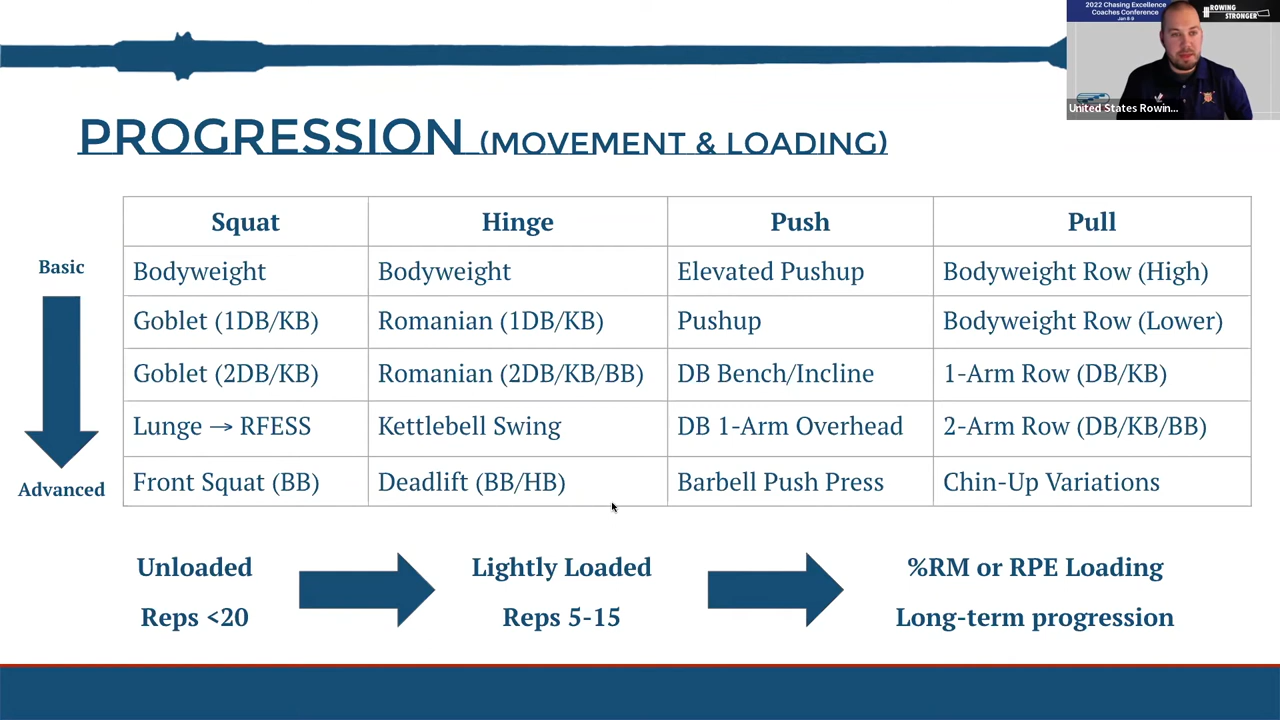 2022 Chasing Excellence
Coaches Conference
Jan 8-9
ROWING
STRONGER
United States Rowin...
PROGRESSION (MOVEMENT & LOADING)
Squat Hinge Push Pull
Basic
Bodyweight Bodyweight Elevated Pushup Bodyweight Row (High)
Goblet (1DB/KB) Romanian (1DB/KB) Pushup Bodyweight Row (Lower)
Goblet (2DB/KB) Romanian (2DB/KB/BB) DB Bench/Incline 1-Arm Row (DB/KB)
Lunge → RFESS Kettlebell Swing DB 1-Arm Overhead 2-Arm Row (DB/KB/BB)
Advanced
Front Squat (BB) Deadlift (BB/HB) Barbell Push Press Chin-Up Variations
Unloaded Lightly Loaded %RM or RPE Loading
Reps <20 Reps 5-15 Long-term progression